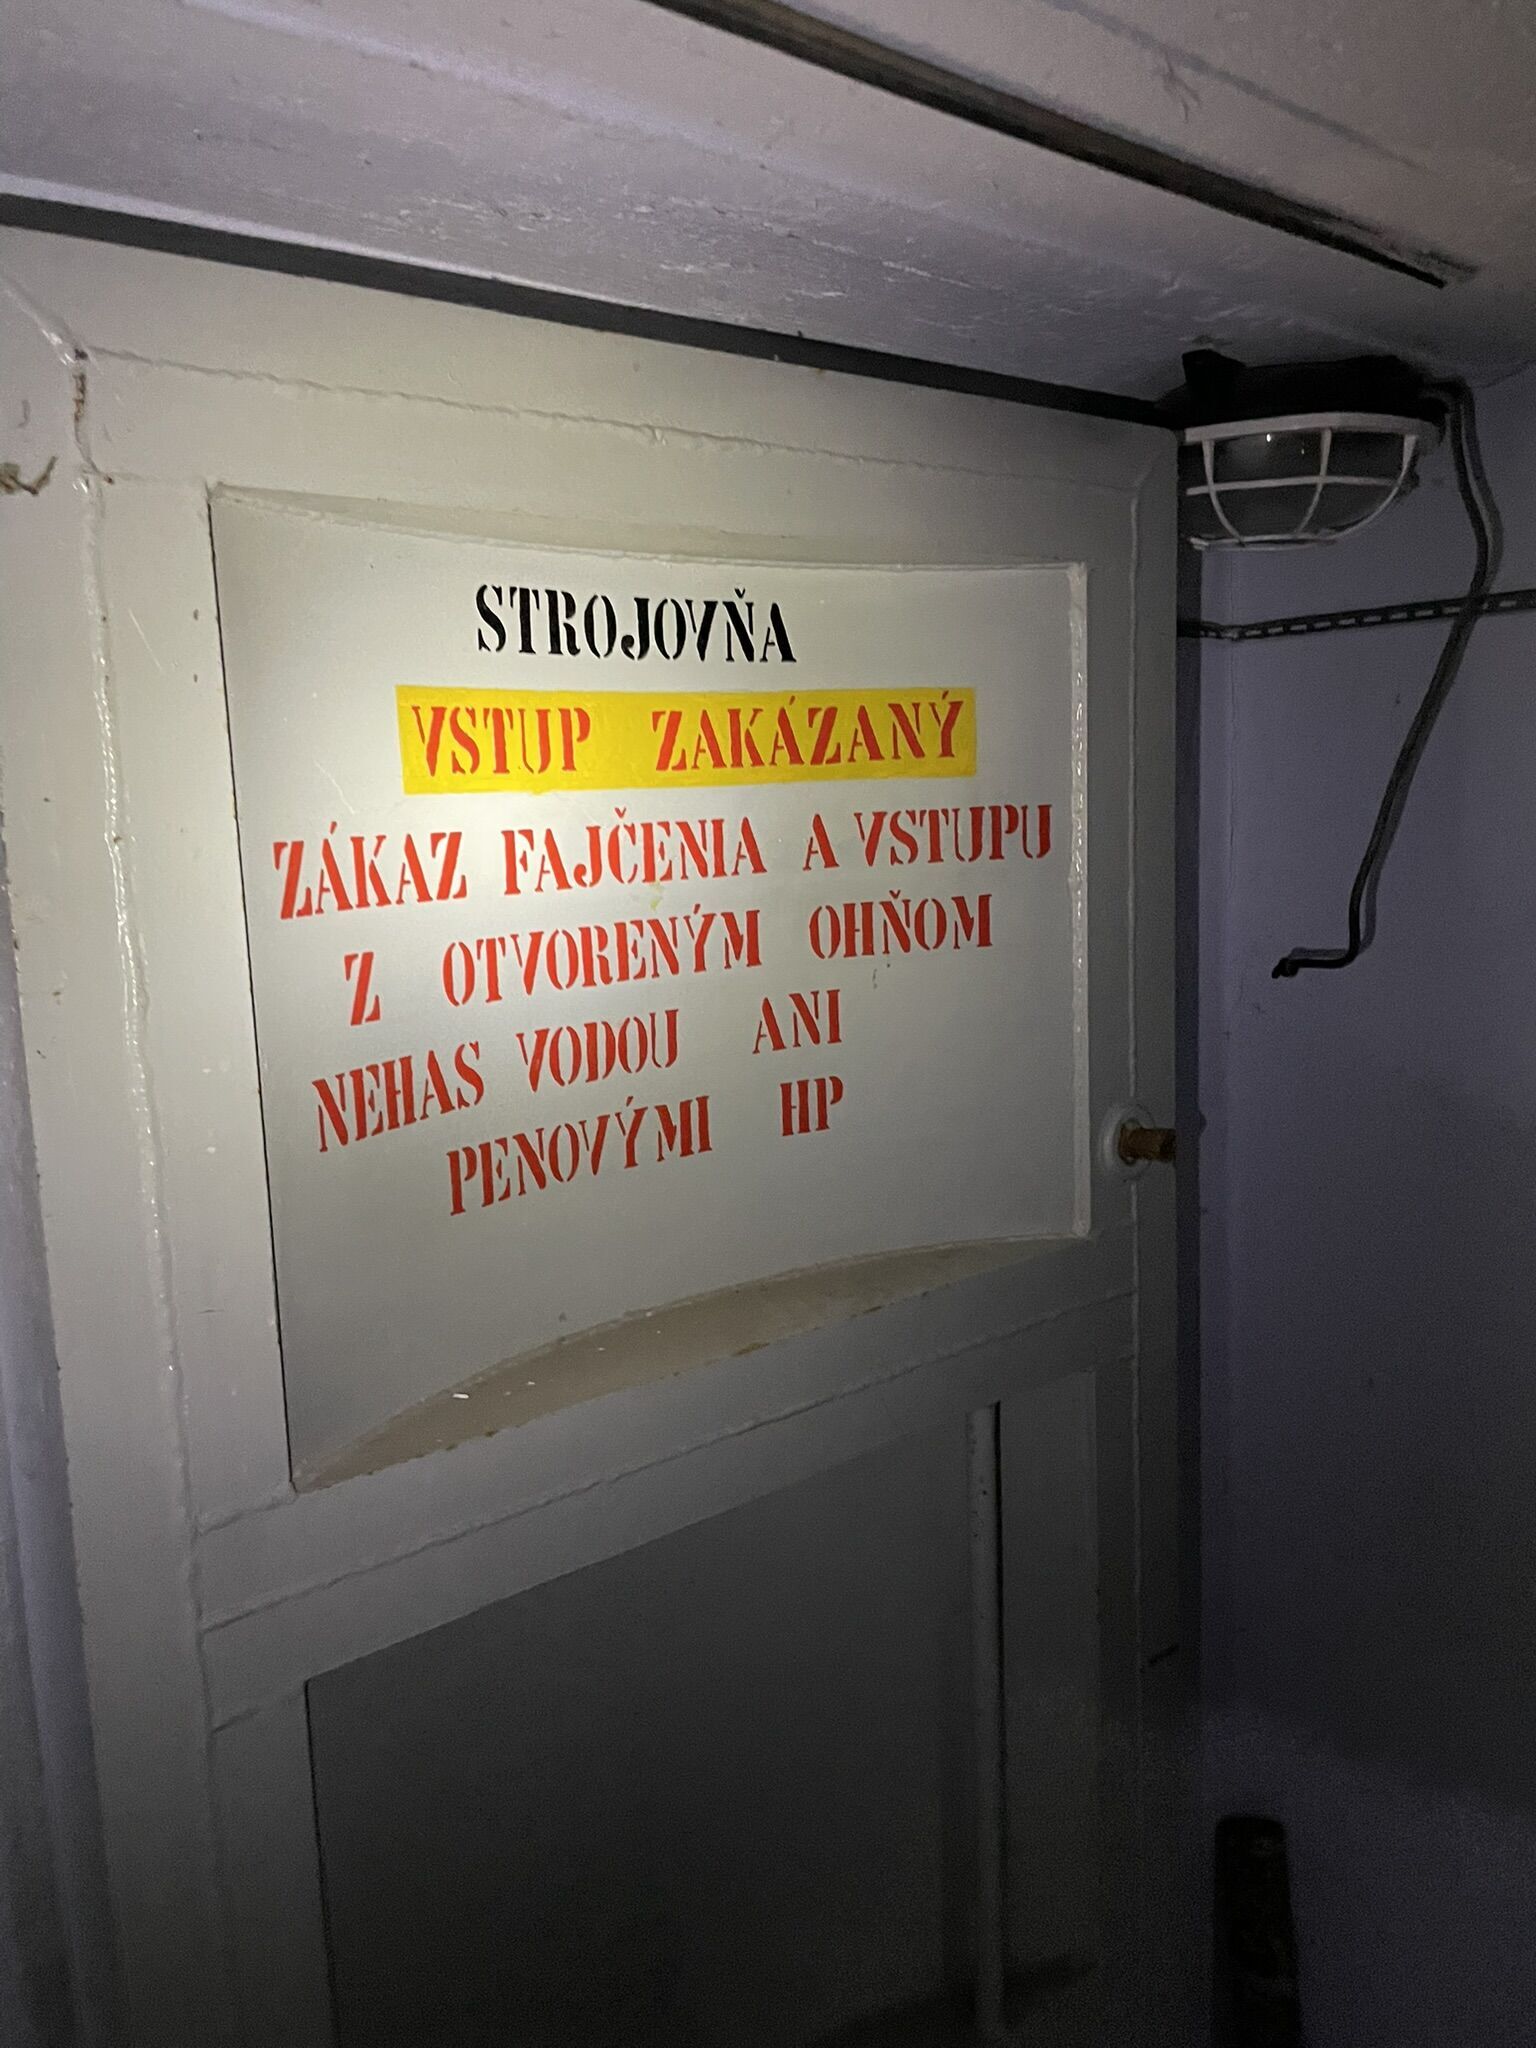 STROJOVŇA
VSTUP ZAKÁZANÝ
ZÁKAZ FAJČENIA A VSTUPU
Z OTVORENÝM OHŇOM
NEHAS VODOU ANI
PENOVÝMI HP